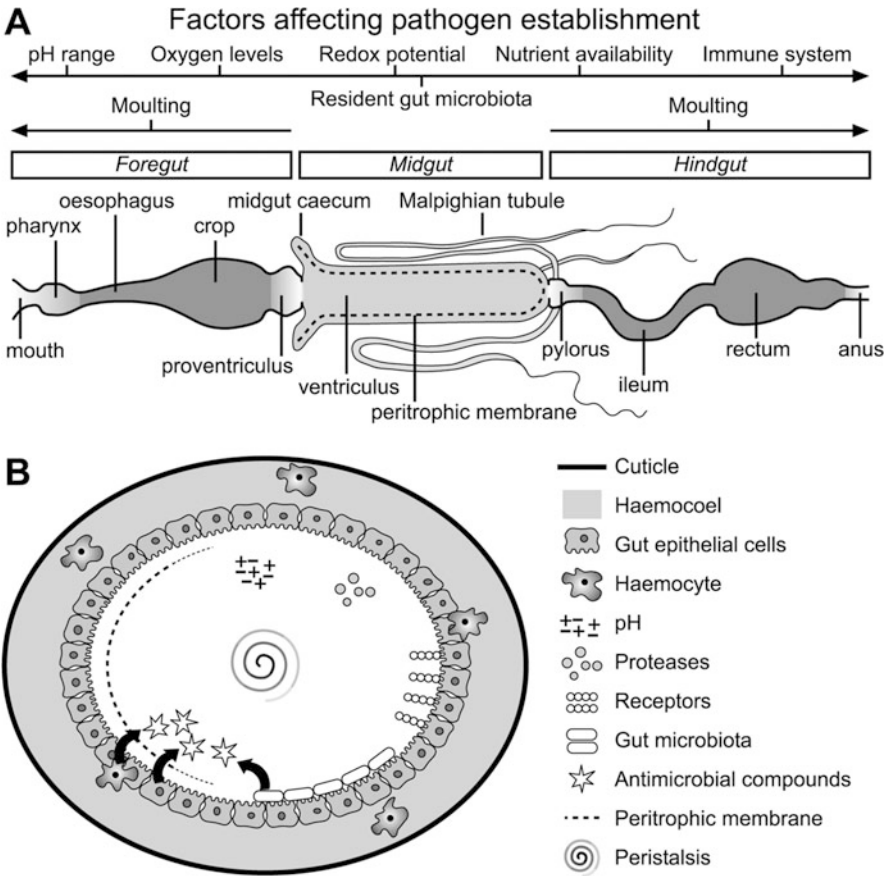 A
Factors affecting pathogen establishment
pH range Oxygen levels Redox potential Nutrient availability Immune system
Resident gut microbiota
Moulting Moulting
Foregut Midgut Hindgut
oesophagus midgut caecum Malpighian tubule
pharynx crop
mouth proventriculus pylorus rectum anus
ventriculus ileum
peritrophic membrane
B
Cuticle
Haemocoel
Gut epithelial cells
Haemocyte
pH
Proteases
Receptors
Gut microbiota
Antimicrobial compounds
Peritrophic membrane
Peristalsis